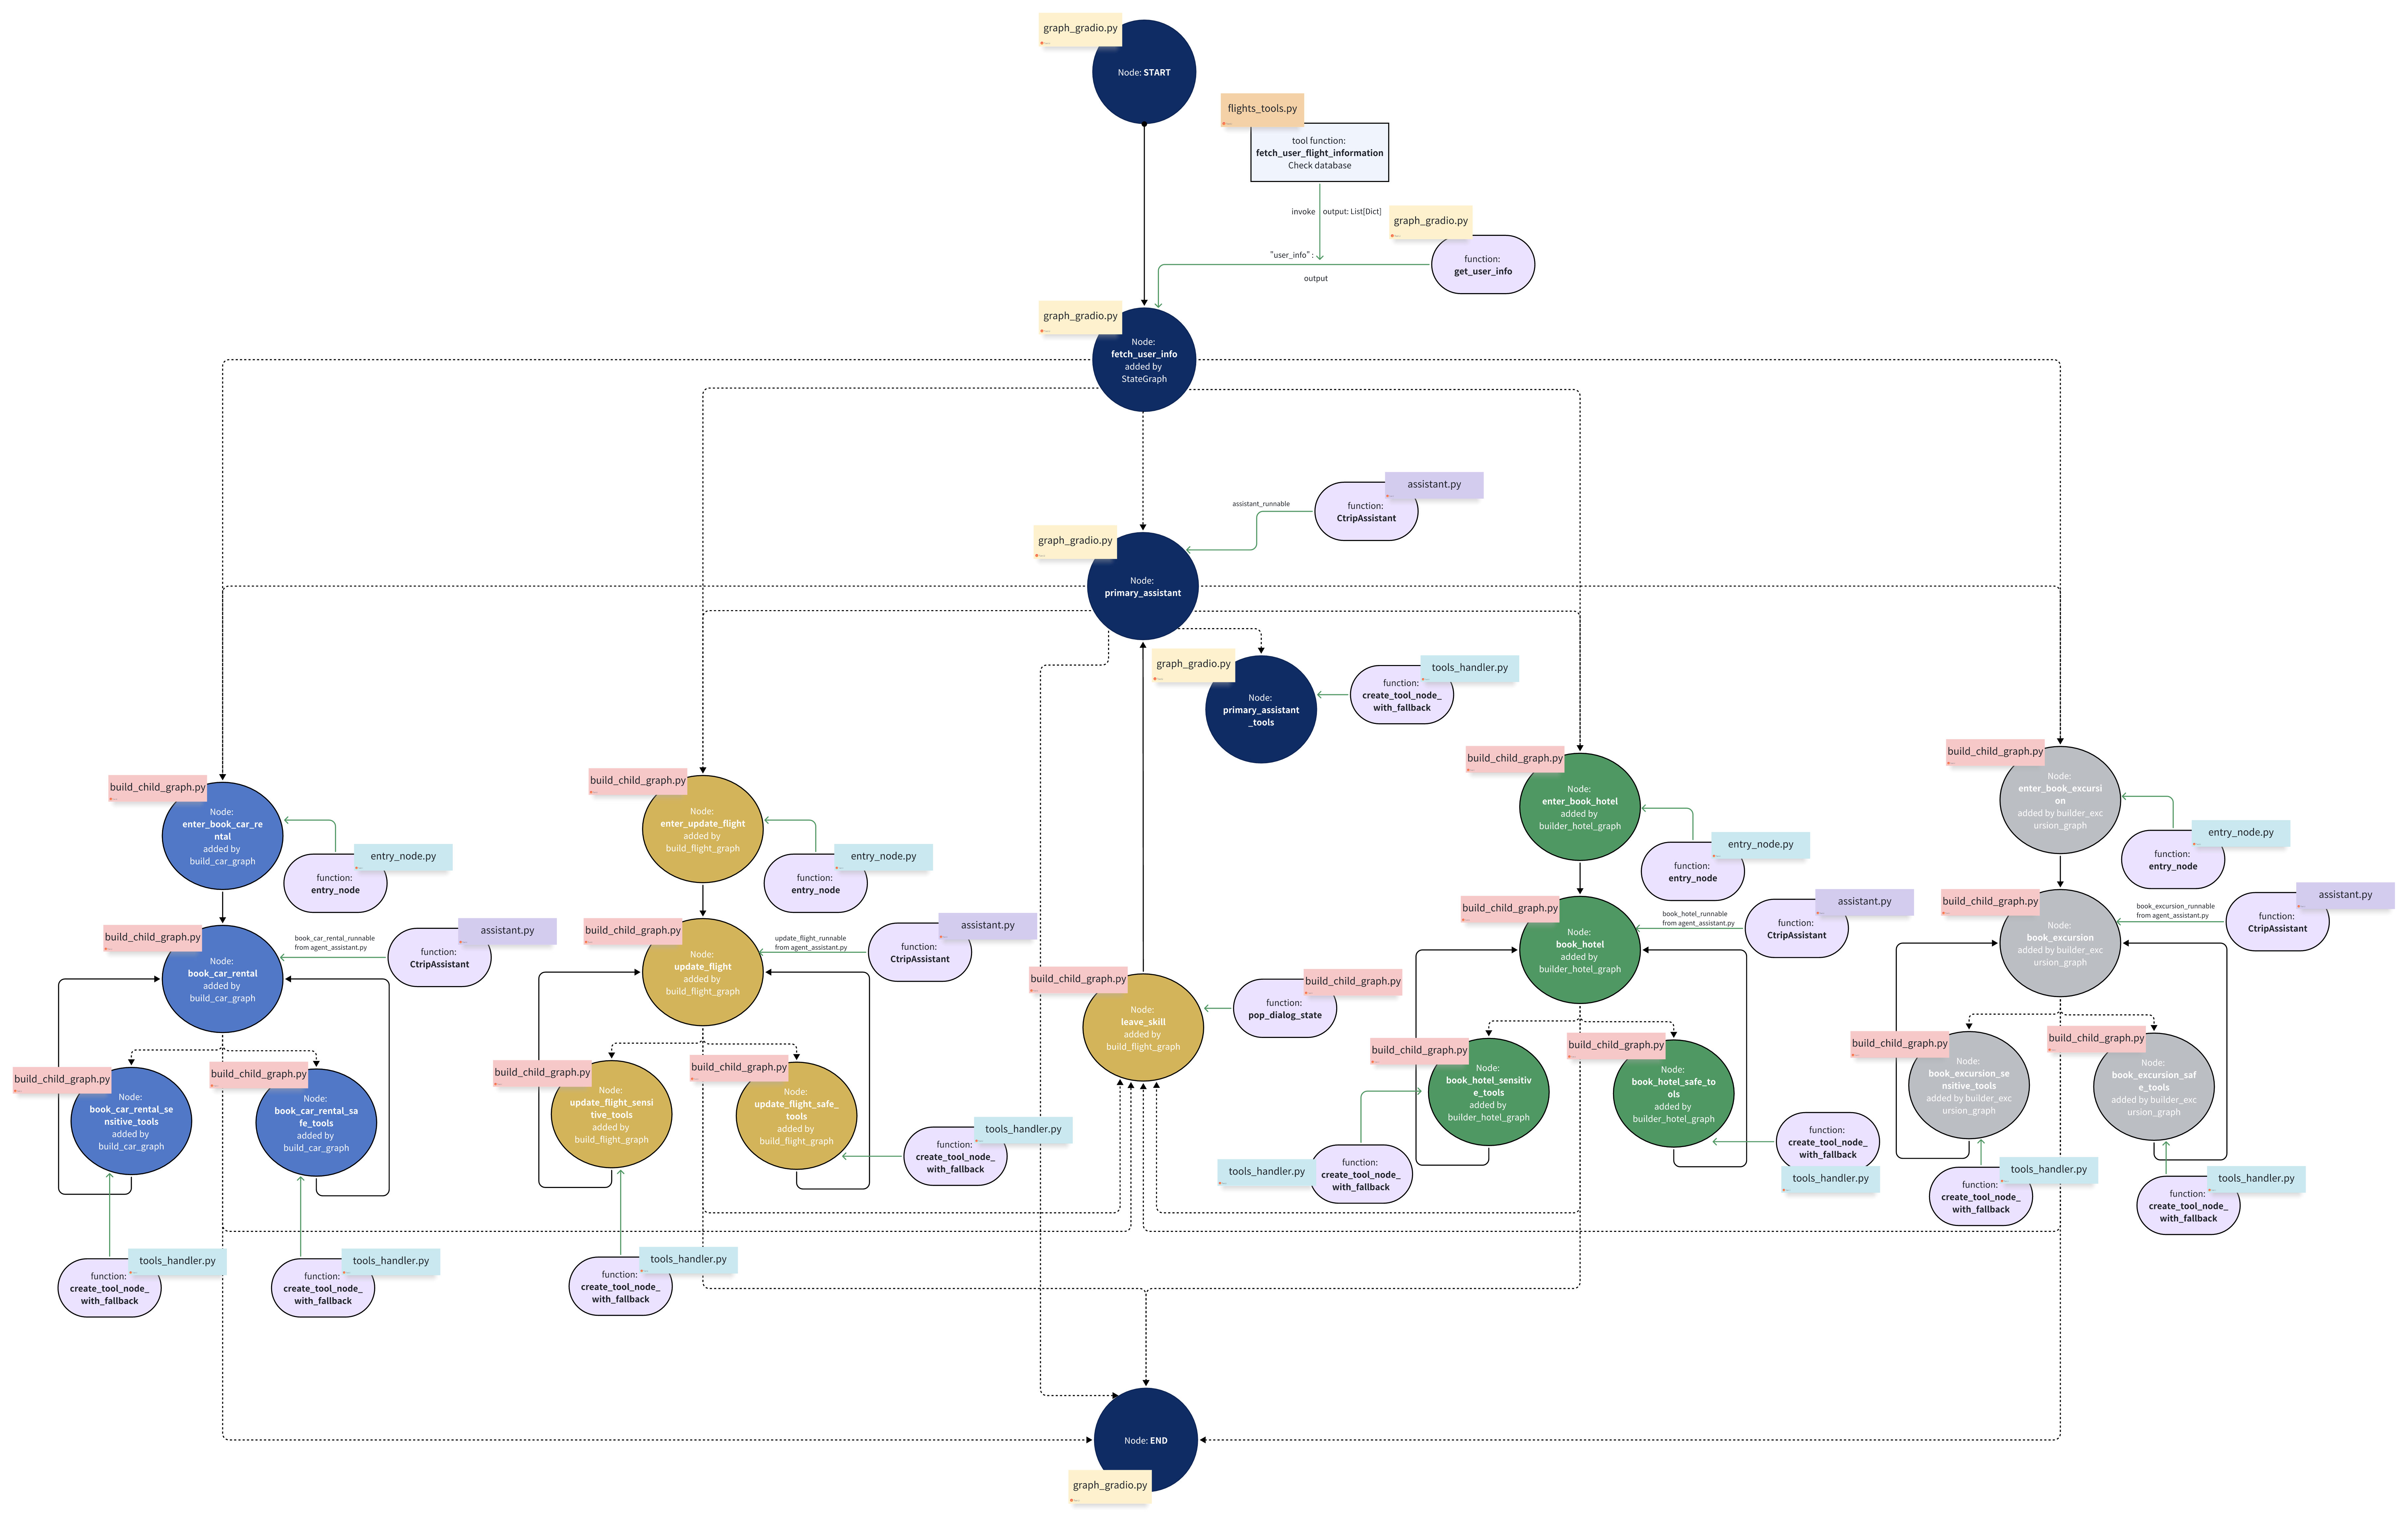 graph_gradio.py
Node: START
flights_tools.py
tool function:
fetch_user_flight_information
Check database
invoke
output: List[Dict]
graph_gradio.py
function:
get_user_info
"user_info" :
output
graph_gradio.py
Node:
fetch_user_info
added by
StateGraph
assistant.py
function:
CtripAssistant
assistant_runnable
graph_gradio.py
Node:
primary_assistant
graph_gradio.py
Node:
primary_assistant
_tools
tools_handler.py
function:
create_tool_node_
with_fallback
build_child_graph.py
Node:
enter_book_car_re
ntal
added by
build_car_graph
entry_node.py
function:
entry_node
build_child_graph.py
Node:
enter_update_flight
added by
build_flight_graph
entry_node.py
function:
entry_node
build_child_graph.py
Node:
enter_book_hotel
added by
builder_hotel_graph
entry_node.py
function:
entry_node
build_child_graph.py
Node:
enter_book_excursi
on
added by builder_exc
ursion_graph
entry_node.py
function:
entry_node
build_child_graph.py
Node:
book_car_rental
added by
build_car_graph
book_car_rental_runnable
from agent_assistant.py
assistant.py
function:
CtripAssistant
build_child_graph.py
Node:
update_flight
added by
build_flight_graph
update_flight_runnable
from agent_assistant.py
assistant.py
function:
CtripAssistant
build_child_graph.py
Node:
leave_skill
added by
build_flight_graph
build_child_graph.py
function:
pop_dialog_state
build_child_graph.py
Node:
book_hotel
added by
builder_hotel_graph
book_hotel_runnable
from agent_assistant.py
assistant.py
function:
CtripAssistant
build_child_graph.py
Node:
book_excursion
added by builder_exc
ursion_graph
book_excursion_runnable
from agent_assistant.py
assistant.py
function:
CtripAssistant
build_child_graph.py
Node:
book_car_rental_se
nsitive_tools
added by
build_car_graph
build_child_graph.py
Node:
book_car_rental_sa
fe_tools
added by
build_car_graph
build_child_graph.py
Node:
update_flight_sensi
tive_tools
added by
build_flight_graph
build_child_graph.py
Node:
update_flight_safe_
tools
added by
build_flight_graph
tools_handler.py
function:
create_tool_node_
with_fallback
build_child_graph.py
Node:
book_hotel_sensitiv
e_tools
added by
builder_hotel_graph
build_child_graph.py
Node:
book_hotel_safe_to
ols
added by
builder_hotel_graph
tools_handler.py
function:
create_tool_node_
with_fallback
function:
create_tool_node_
with_fallback
tools_handler.py
build_child_graph.py
Node:
book_excursion_se
nsitive_tools
added by builder_exc
ursion_graph
build_child_graph.py
Node:
book_excursion_saf
e_tools
added by builder_exc
ursion_graph
tools_handler.py
function:
create_tool_node_
with_fallback
tools_handler.py
function:
create_tool_node_
with_fallback
tools_handler.py
function:
create_tool_node_
with_fallback
tools_handler.py
function:
create_tool_node_
with_fallback
tools_handler.py
function:
create_tool_node_
with_fallback
Node: END
graph_gradio.py